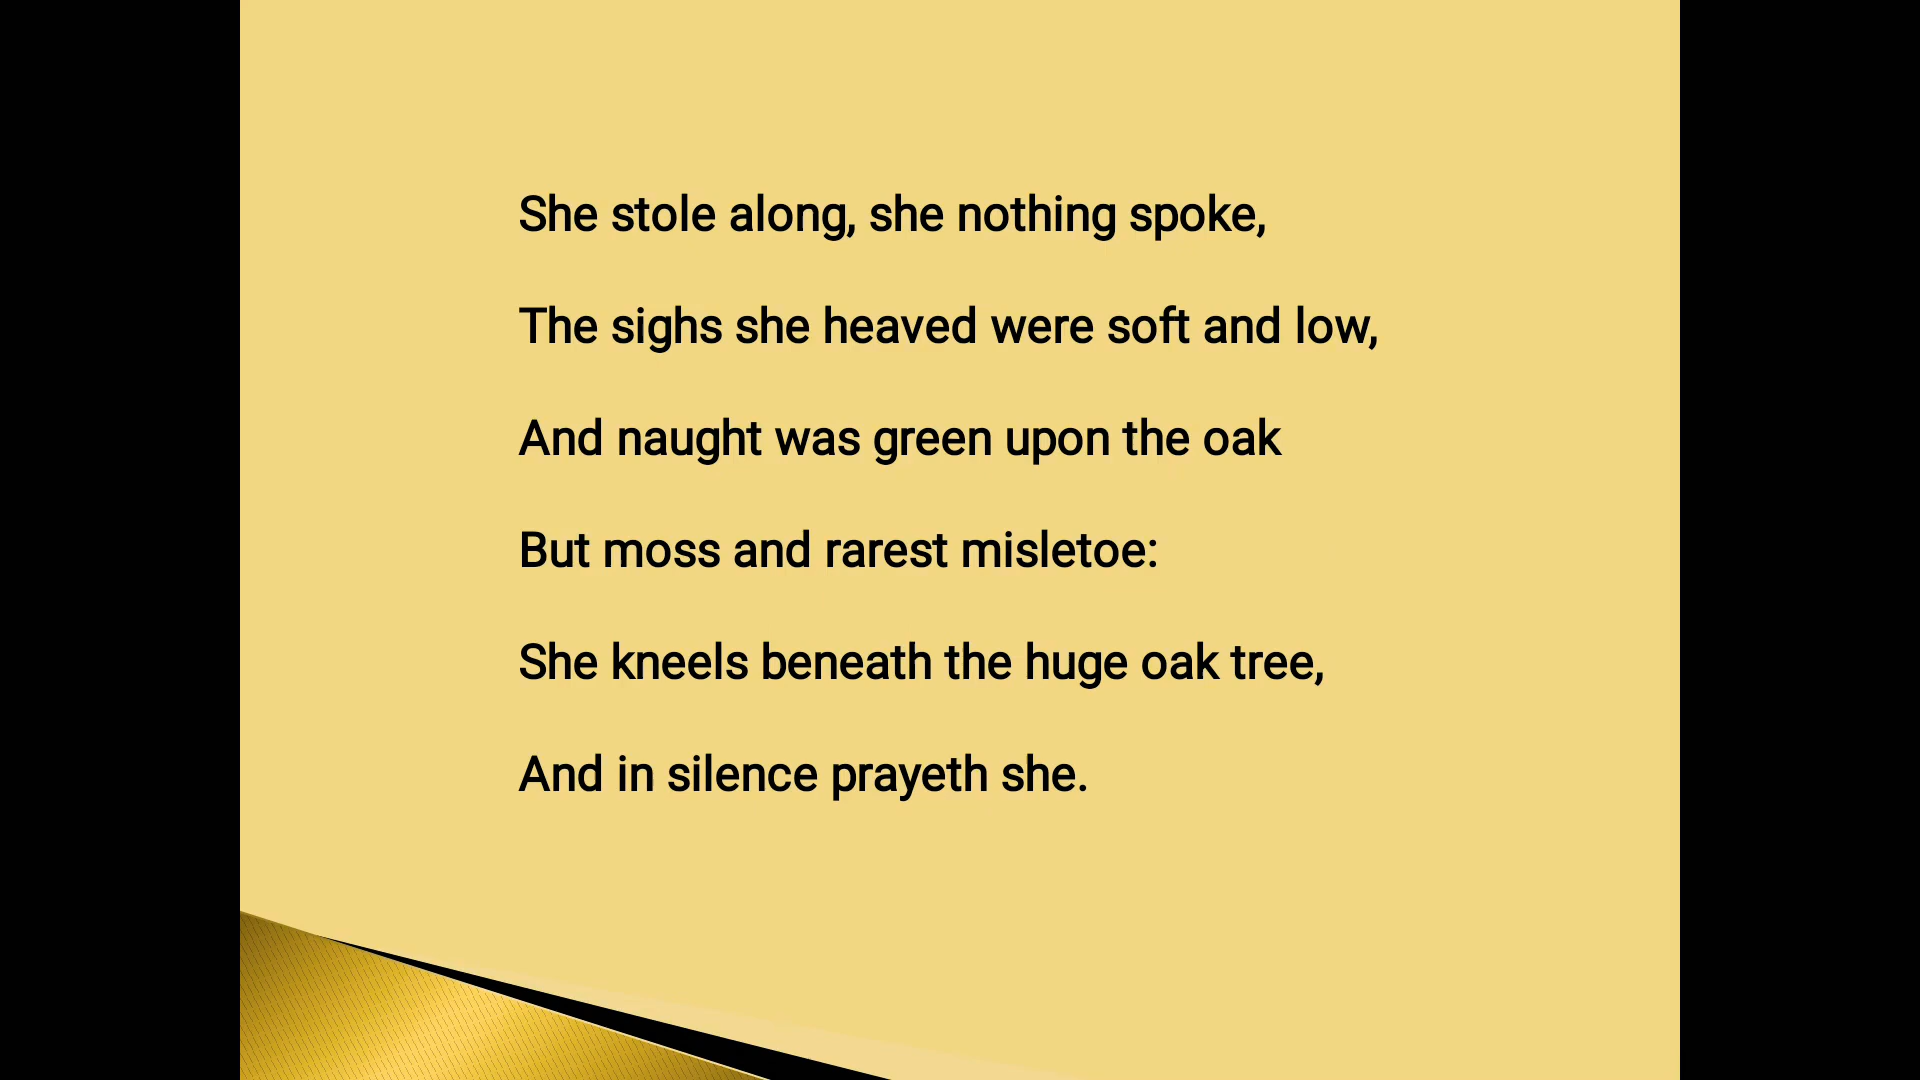 She stole along, she nothing spoke,
The sighs she heaved were soft and low,
And naught was green upon the oak
But moss and rarest misletoe:
She kneels beneath the huge oak tree,
And in silence prayeth she.